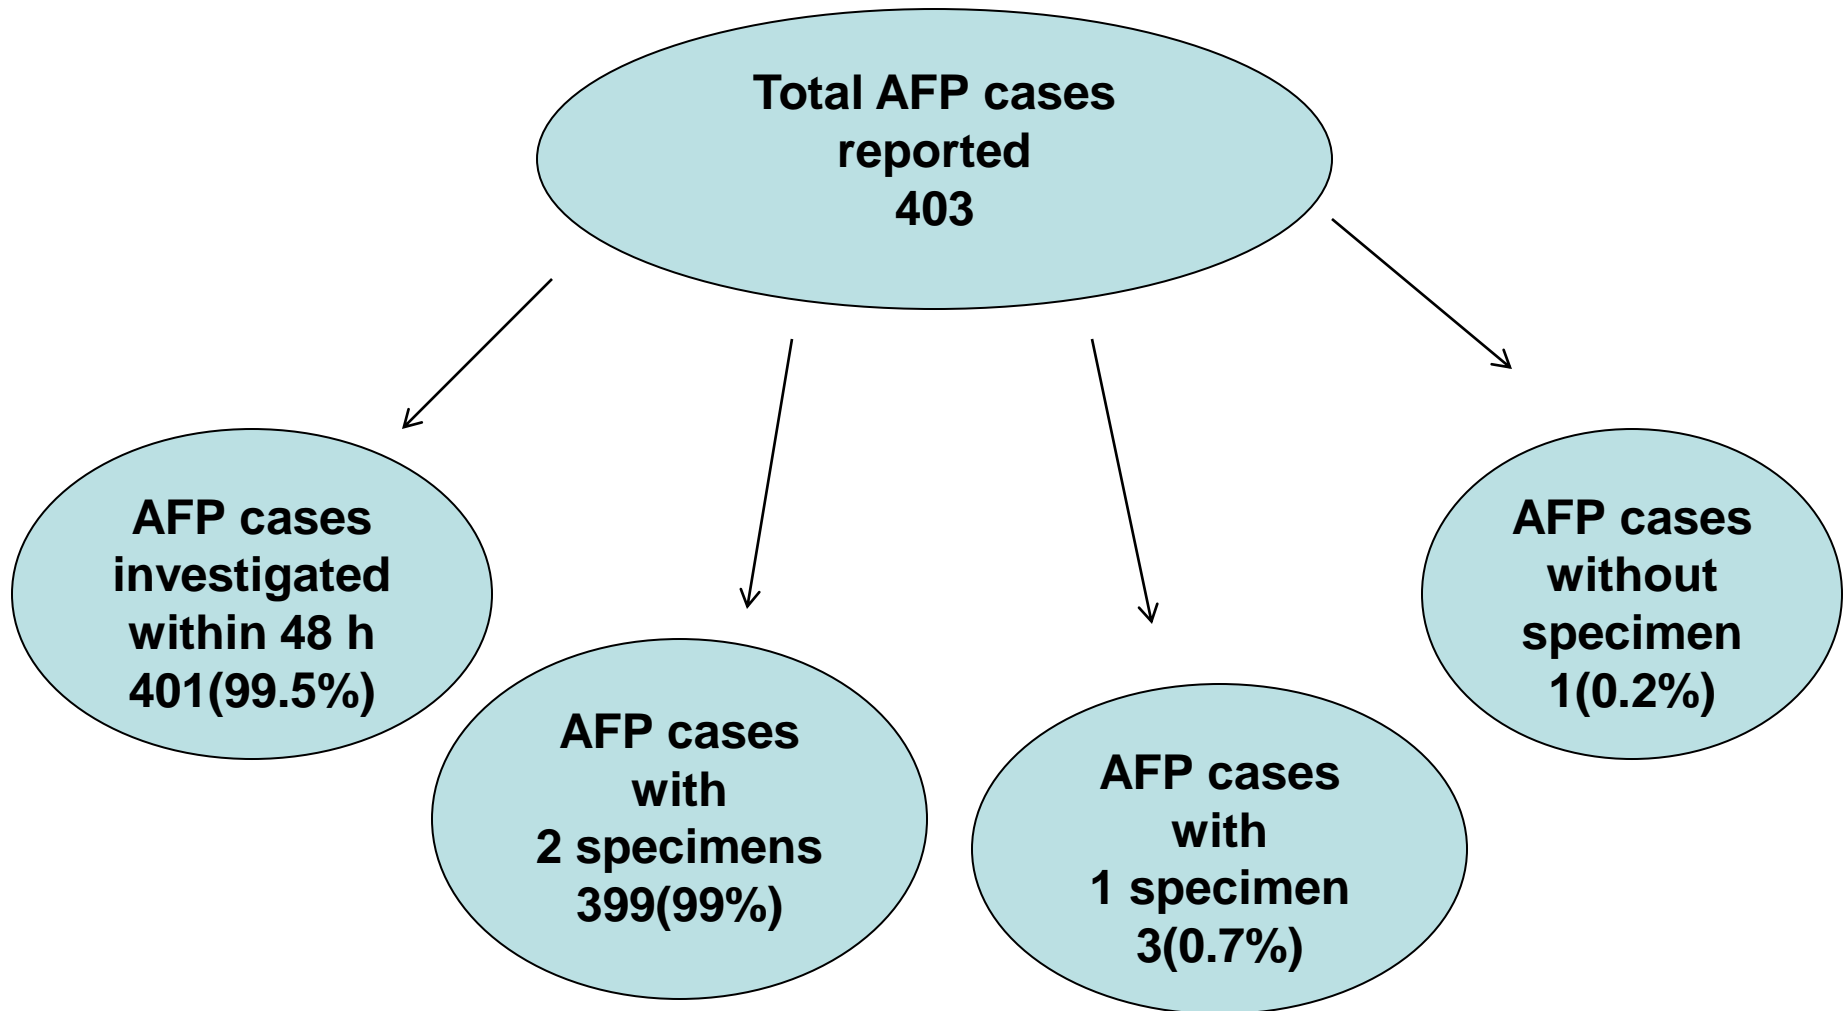 Total AFP cases
reported
403
AFP cases
investigated
within 48 h
401(99.5%)
AFP cases
with
2 specimens
399(99%)
AFP cases
with
1 specimen
3(0.7%)
AFP cases
without
specimen
1(0.2%)